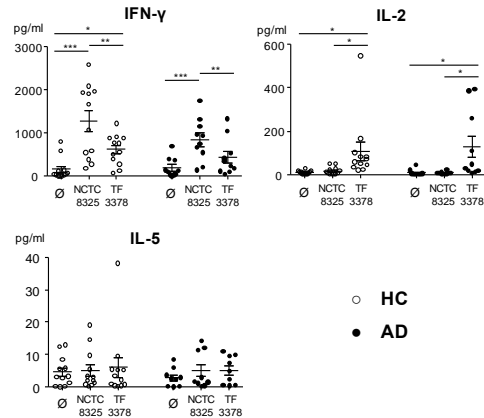 IFN-γ
pg/ml
3000
2000
1000
0
*
*** **
*** **
Ø NCTC 8325 TF 3378 Ø NCTC 8325 TF 3378
IL-2
pg/ml
600
400
200
0
*
*
*
*
Ø NCTC 8325 TF 3378 Ø NCTC 8325 TF 3378
IL-5
pg/ml
40
30
20
10
0
Ø NCTC 8325 TF 3378 Ø NCTC 8325 TF 3378
HC
AD